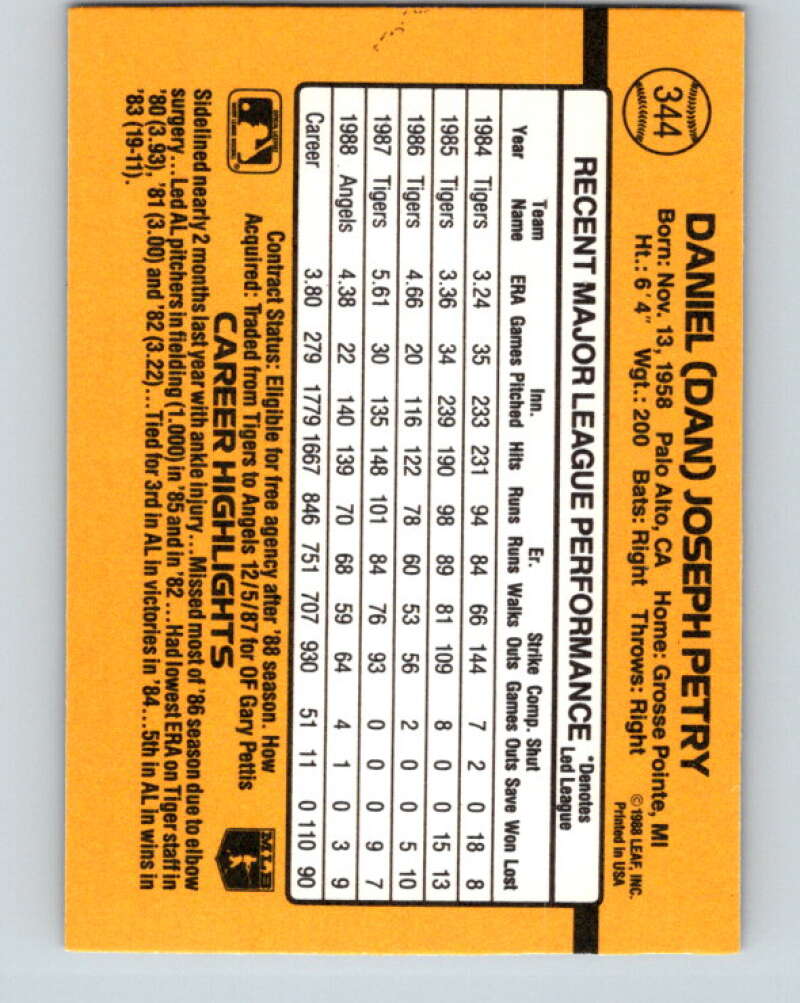 344
DANIEL (DAN) JOSEPH PETRY
Born: Nov. 13, 1958 Palo Alto, CA Home: Grosse Pointe, MI
Ht.: 6'4" Wgt.: 200 Bats: Right Throws: Right
© 1988 LEAF, INC.
Printed in USA
RECENT MAJOR LEAGUE PERFORMANCE *Denotes
Led League
Team Inn. Er. Strike Comp. Shut
Year Name ERA Games Pitched Hits Runs Runs Walks Outs Games Outs Save Won Lost
1984 Tigers 3.24 35 233 231 94 84 66 144 7 2 0 18 8
1985 Tigers 3.36 34 239 190 98 89 81 109 8 0 0 15 13
1986 Tigers 4.66 20 116 122 78 60 53 56 2 0 0 5 10
1987 Tigers 5.61 30 135 148 101 84 76 93 0 0 0 9 7
1988 Angels 4.38 22 140 139 70 68 59 64 4 1 0 3 9
Career 3.80 279 1779 1667 846 751 707 930 51 11 0 110 90
Contract Status: Eligible for free agency after '88 season. How
Acquired: Traded from Tigers to Angels 12/5/87 for OF Gary Pettis
MLB
CAREER HIGHLIGHTS
Sidelined nearly 2 months last year with ankle injury...Missed most of '86 season due to elbow
surgery...Led AL pitchers in fielding (1.000) in '85 and in '82...Had lowest ERA on Tiger staff in
'80 (3.93), '81 (3.00) and '82 (3.22)...Tied for 3rd in AL in victories in '84...5th in AL in wins in
'83 (19-11).